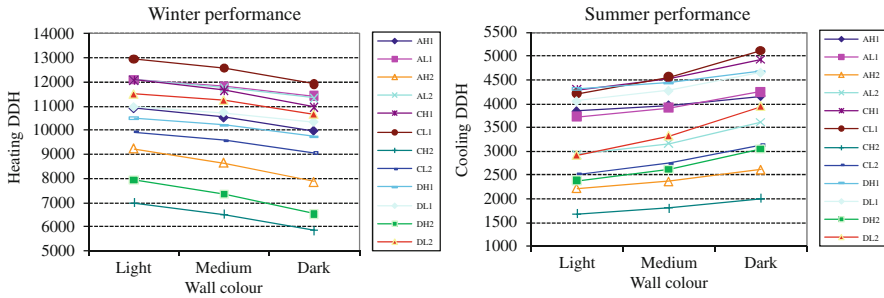 Winter performance
Heating DDH
14000
13000
12000
11000
10000
9000
8000
7000
6000
5000
Light
Medium
Dark
Wall colour
AH1
AL1
AH2
AL2
CH1
CL1
CH2
CL2
DH1
DL1
DH2
DL2
Summer performance
Cooling DDH
5500
5000
4500
4000
3500
3000
2500
2000
1500
1000
Light
Medium
Dark
Wall colour
AH1
AL1
AH2
AL2
CH1
CL1
CH2
CL2
DH1
DL1
DH2
DL2